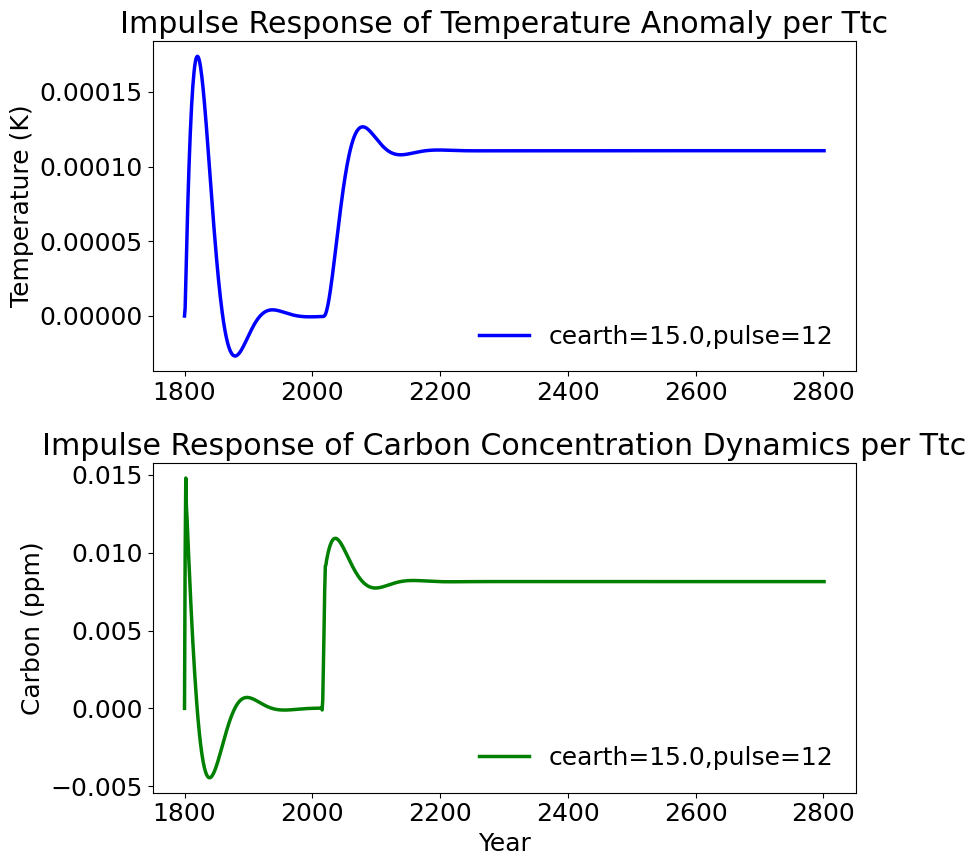 Impulse Response of Temperature Anomaly per Ttc
Temperature (K)
0.00015
0.00010
0.00005
0.00000
cearth=15.0,pulse=12
1800 2000 2200 2400 2600 2800
Impulse Response of Carbon Concentration Dynamics per Ttc
Carbon (ppm)
0.015
0.010
0.005
0.000
−0.005
cearth=15.0,pulse=12
1800 2000 2200 2400 2600 2800
Year